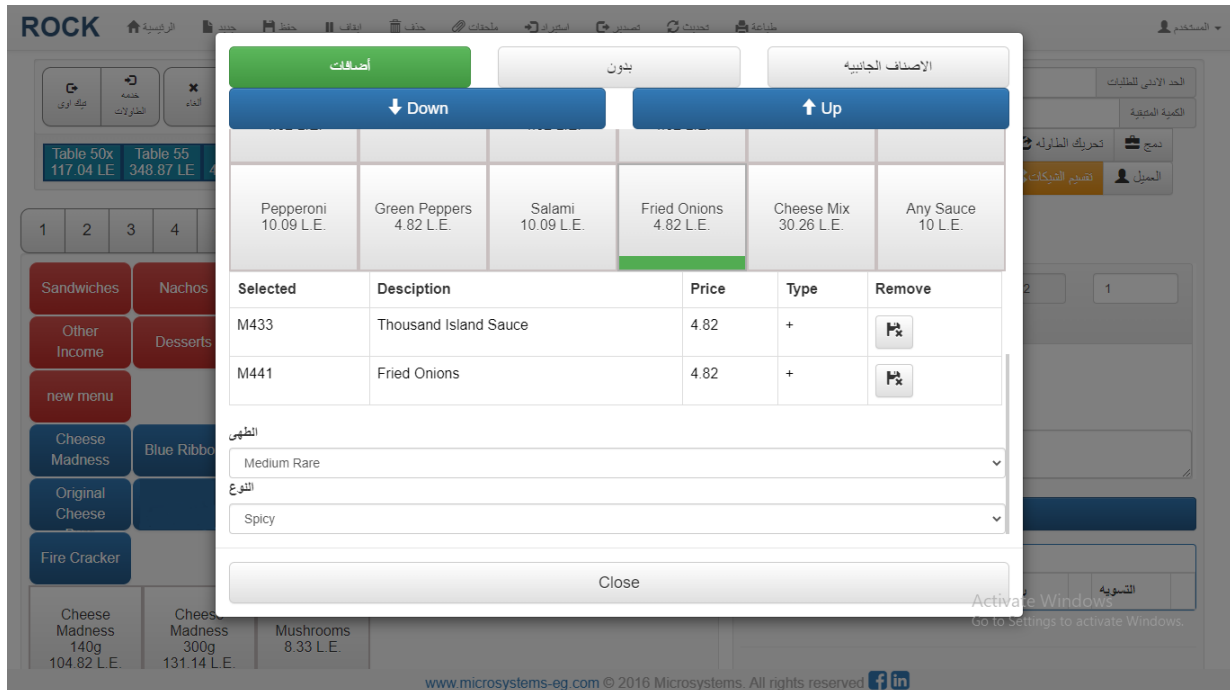 ROCK
الرئيسية
جديد
حفظ
ايقاف
حذف
ملحقات
استيراد
تصدير
تحديث
طباعة
المستخدم
أضافات
بدون
الاصناف الجانبيه
Down
Up
تيك اوى
خدمه الطاولات
ألغاء
الحد الادنى للطلبات
الكمية المتبقية
دمج
تحريك الطاوله
العميل
تقسيم الشيكات
Table 50x
117.04 LE
Table 55
348.87 LE
1 2 3 4
Pepperoni
10.09 L.E.
Green Peppers
4.82 L.E.
Salami
10.09 L.E.
Fried Onions
4.82 L.E.
Cheese Mix
30.26 L.E.
Any Sauce
10 L.E.
Selected Desciption Price Type Remove
M433 Thousand Island Sauce 4.82 +
M441 Fried Onions 4.82 +
الطهى
Medium Rare
النوع
Spicy
Close
Sandwiches
Nachos
Other
Income
Desserts
new menu
Cheese
Madness
Blue Ribbo
Original
Cheese
Fire Cracker
Cheese
Madness
140g
104.82 L.E.
Chees
Madness
300g
131.14 L.E.
Mushrooms
8.33 L.E.
2
1
التسويه
Activate Windows
Go to Settings to activate Windows.
www.microsystems-eg.com © 2016 Microsystems. All rights reserved